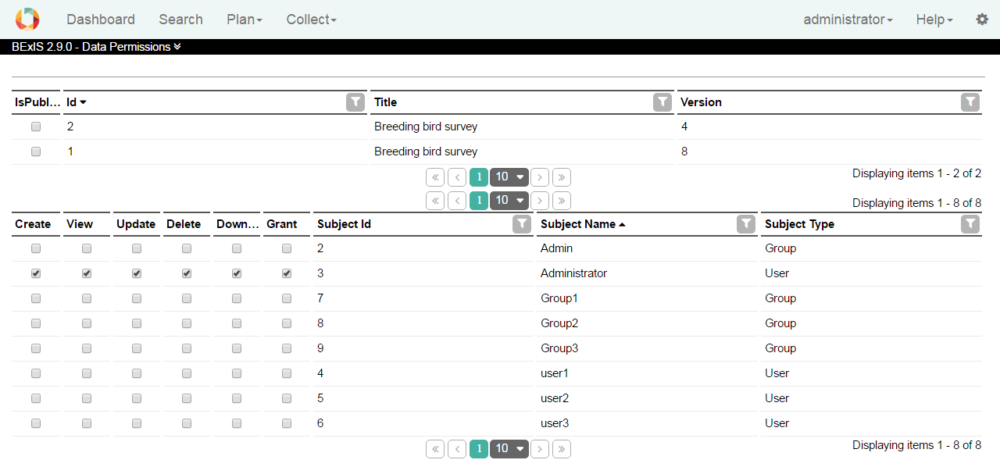 Dashboard Search Plan Collect administrator Help
BExIS 2.9.0 - Data Permissions
IsPubl... Id Title Version
2 Breeding bird survey 4
1 Breeding bird survey 8
« ‹ 1 10 › » Displaying items 1 - 2 of 2
« ‹ 1 10 › » Displaying items 1 - 8 of 8
Create View Update Delete Down... Grant Subject Id Subject Name Subject Type
2 Admin Group
3 Administrator User
7 Group1 Group
8 Group2 Group
9 Group3 Group
4 user1 User
5 user2 User
6 user3 User
« ‹ 1 10 › » Displaying items 1 - 8 of 8